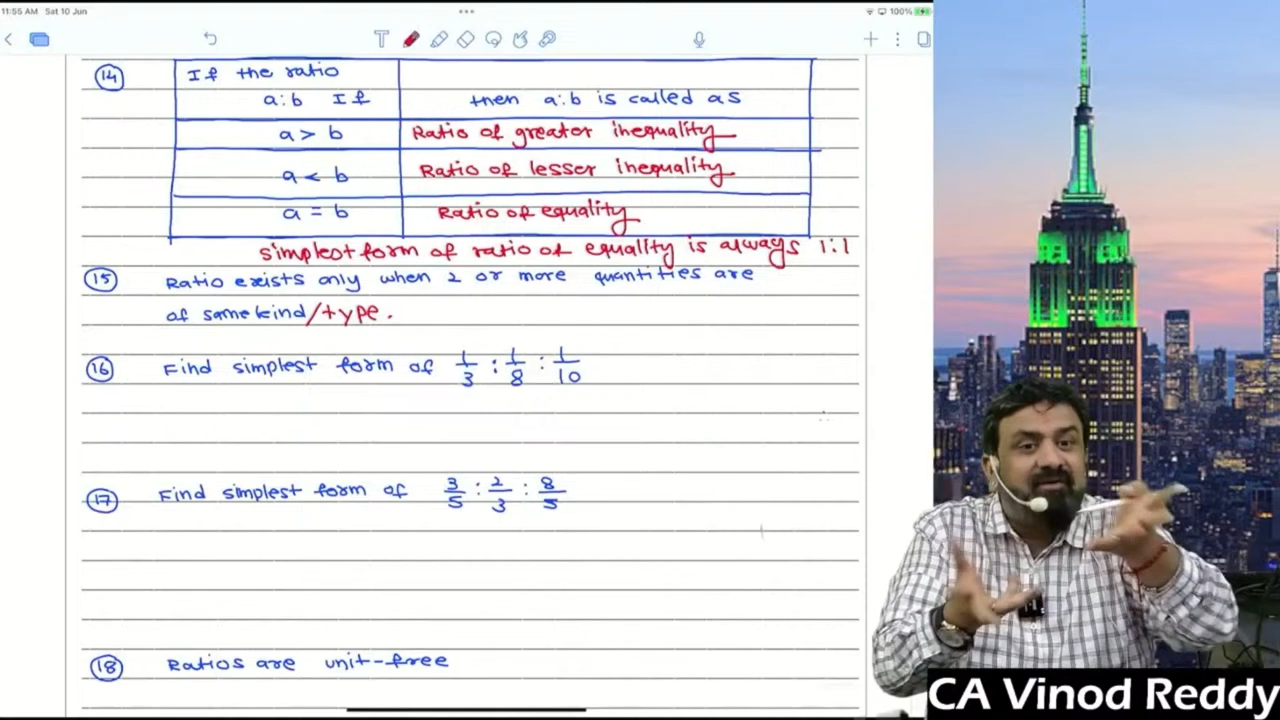 11:55 AM Sat 10 Jun
100%
T
14 If the ratio
a:b If then a:b is called as
a > b Ratio of greater inequality
a < b Ratio of lesser inequality
a = b Ratio of equality
simplest form of ratio of equality is always 1:1
15 Ratio exists only when 2 or more quantities are
of same kind/type.
16 Find simplest form of 1/3 : 1/8 : 1/10
17 Find simplest form of 3/5 : 2/3 : 8/5
18 Ratios are unit-free
CA Vinod Reddy